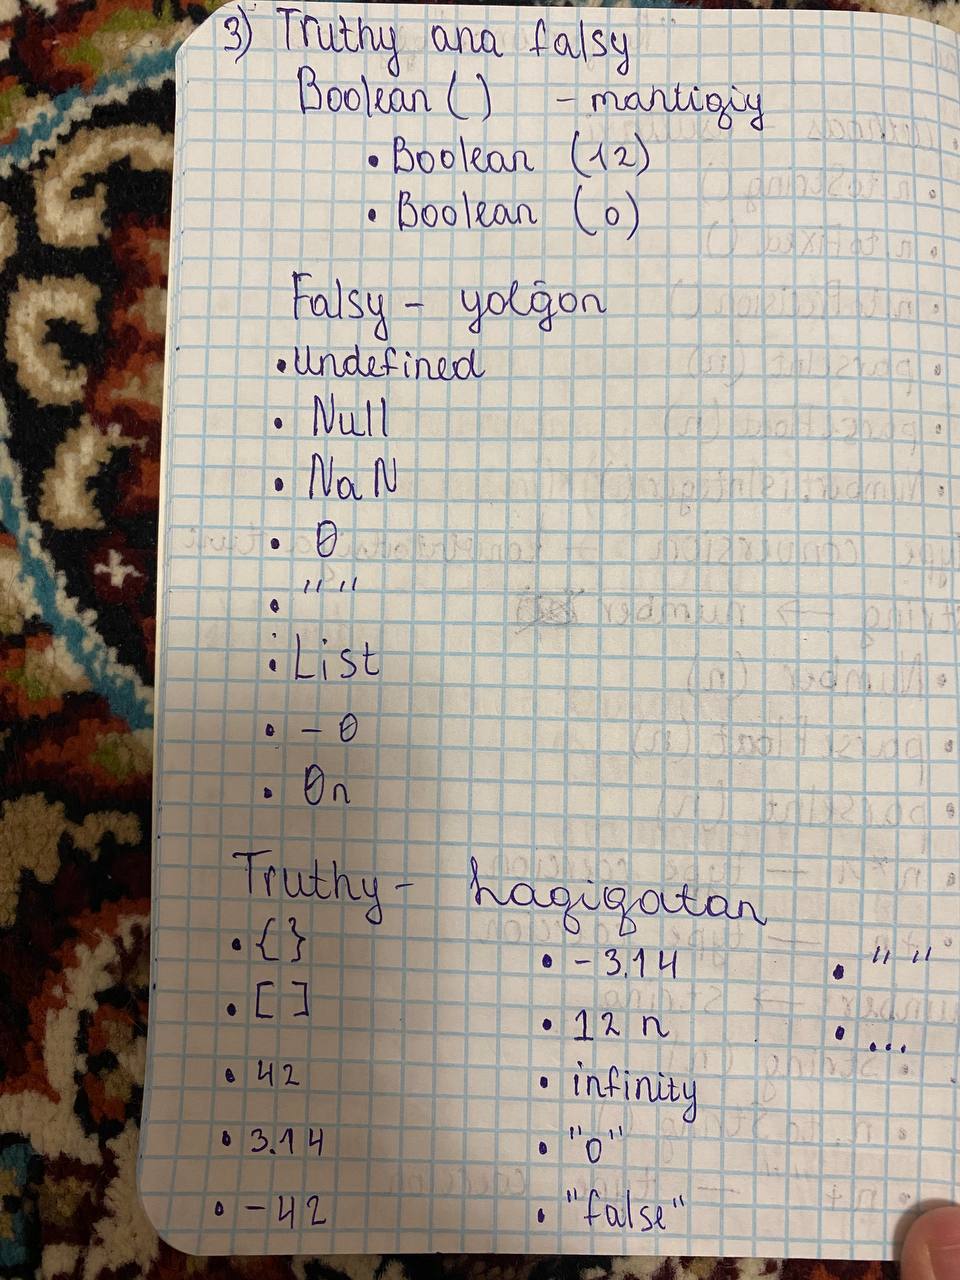 3) Truthy ana falsy
Boolean ( ) - mantiqiy
• Boolean (12)
• Boolean (0)
Falsy - yolğon
• Undefined
• Null
• NaN
• 0
• " "
• List
• - 0
• 0n
Truthy - haqiqatan
• { } • - 3.14 • " "
• [ ] • 12 n • ...
• 42 • infinity
• 3.14 • "0"
• - 42 • "false"